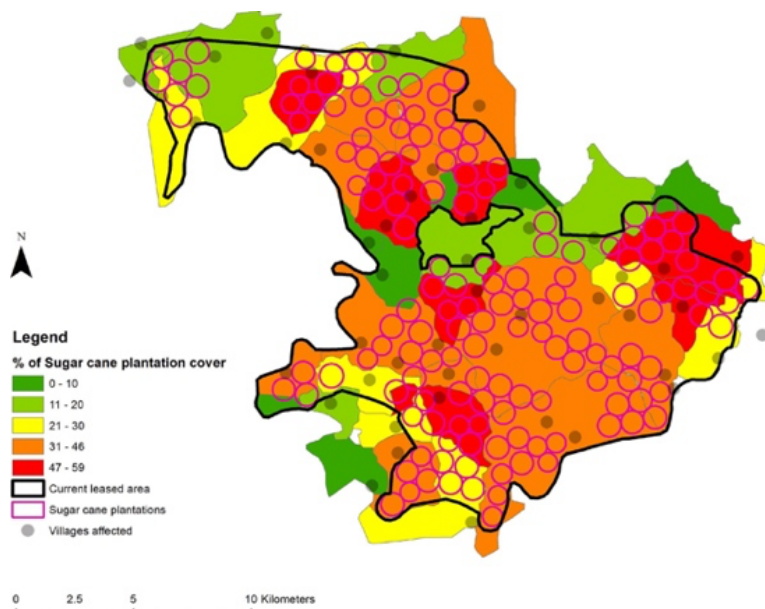 N
Legend
% of Sugar cane plantation cover
0 - 10
11 - 20
21 - 30
31 - 46
47 - 59
Current leased area
Sugar cane plantations
Villages affected
0 2.5 5 10 Kilometers